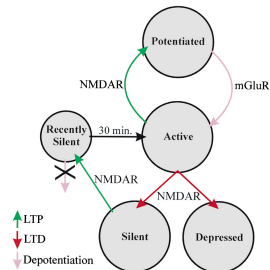 Potentiated
NMDAR
mGluR
Recently
Silent
30 min.
Active
NMDAR
NMDAR
LTP
LTD
Depotentiation
Silent
Depressed